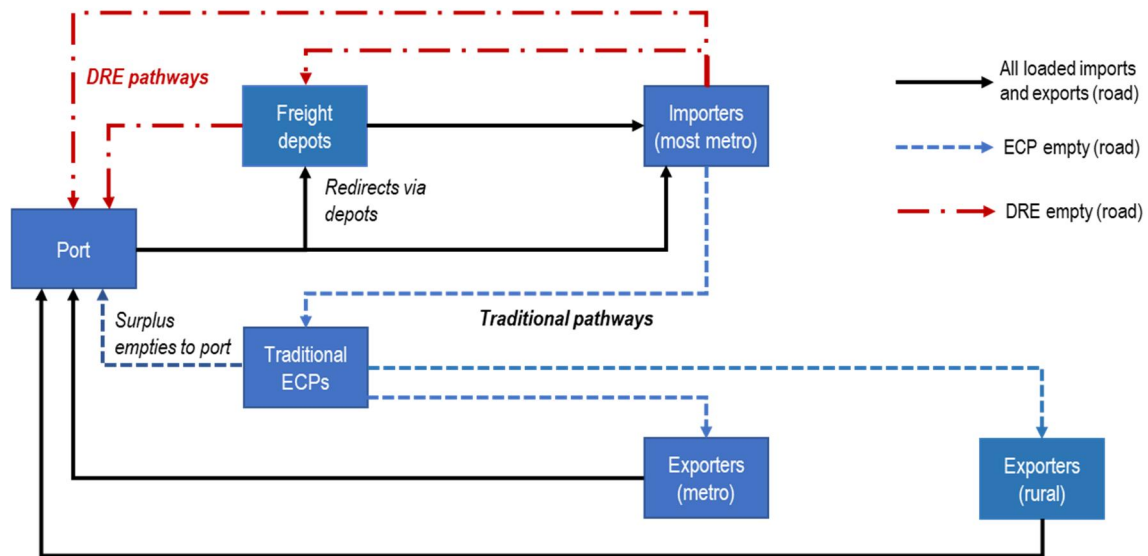 DRE pathways
Freight
depots
Importers
(most metro)
All loaded imports
and exports (road)
ECP empty (road)
Redirects via
depots
DRE empty (road)
Port
Surplus
empties to port
Traditional pathways
Traditional
ECPs
Exporters
(metro)
Exporters
(rural)